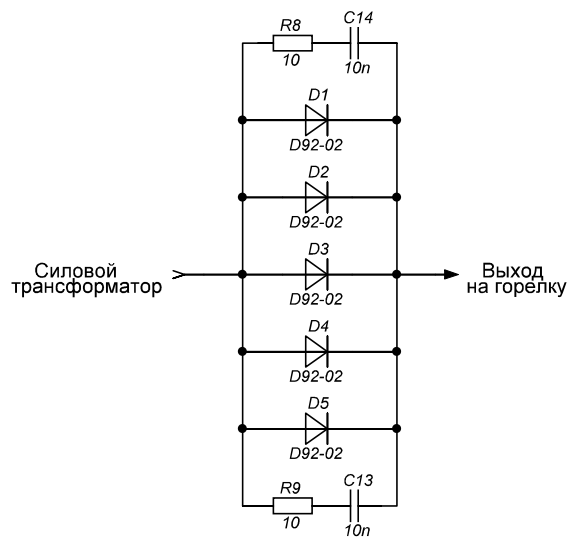 R8
C14
10
10n
D1
D92-02
D2
D92-02
D3
D92-02
Силовой
трансформатор
Выход
на горелку
D4
D92-02
D5
D92-02
R9
C13
10
10n